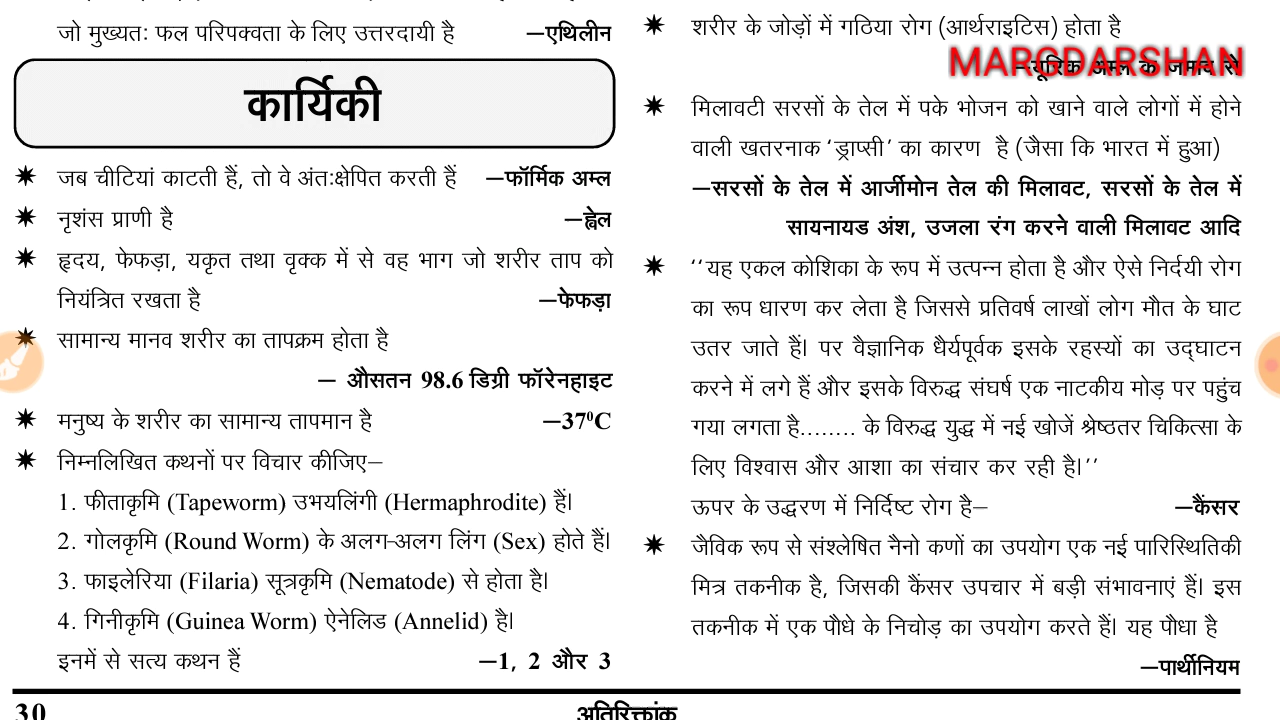 जो मुख्यतः फल परिपक्वता के लिए उत्तरदायी है —एथिलीन
कार्यिकी
✷ जब चीटियां काटती हैं, तो वे अंतःक्षेपित करती हैं —फॉर्मिक अम्ल
✷ नृशंस प्राणी है —ह्वेल
✷ हृदय, फेफड़ा, यकृत तथा वृक्क में से वह भाग जो शरीर ताप को
नियंत्रित रखता है —फेफड़ा
✷ सामान्य मानव शरीर का तापक्रम होता है
— औसतन 98.6 डिग्री फॉरेनहाइट
✷ मनुष्य के शरीर का सामान्य तापमान है —37⁰C
✷ निम्नलिखित कथनों पर विचार कीजिए–
1. फीताकृमि (Tapeworm) उभयलिंगी (Hermaphrodite) हैं।
2. गोलकृमि (Round Worm) के अलग-अलग लिंग (Sex) होते हैं।
3. फाइलेरिया (Filaria) सूत्रकृमि (Nematode) से होता है।
4. गिनीकृमि (Guinea Worm) ऐनेलिड (Annelid) है।
इनमें से सत्य कथन हैं —1, 2 और 3
✷ शरीर के जोड़ों में गठिया रोग (आर्थराइटिस) होता है
—यूरिक अम्ल के जमाव से
MARGDARSHAN
✷ मिलावटी सरसों के तेल में पके भोजन को खाने वाले लोगों में होने
वाली खतरनाक ‘ड्राप्सी’ का कारण है (जैसा कि भारत में हुआ)
—सरसों के तेल में आर्जीमोन तेल की मिलावट, सरसों के तेल में
सायनायड अंश, उजला रंग करने वाली मिलावट आदि
✷ ‘‘यह एकल कोशिका के रूप में उत्पन्न होता है और ऐसे निर्दयी रोग
का रूप धारण कर लेता है जिससे प्रतिवर्ष लाखों लोग मौत के घाट
उतर जाते हैं। पर वैज्ञानिक धैर्यपूर्वक इसके रहस्यों का उद्घाटन
करने में लगे हैं और इसके विरुद्ध संघर्ष एक नाटकीय मोड़ पर पहुंच
गया लगता है........ के विरुद्ध युद्ध में नई खोजें श्रेष्ठतर चिकित्सा के
लिए विश्वास और आशा का संचार कर रही है।’’
ऊपर के उद्धरण में निर्दिष्ट रोग है– —कैंसर
✷ जैविक रूप से संश्लेषित नैनो कणों का उपयोग एक नई पारिस्थितिकी
मित्र तकनीक है, जिसकी कैंसर उपचार में बड़ी संभावनाएं हैं। इस
तकनीक में एक पौधे के निचोड़ का उपयोग करते हैं। यह पौधा है
—पार्थीनियम
30 अतिरिक्तांक